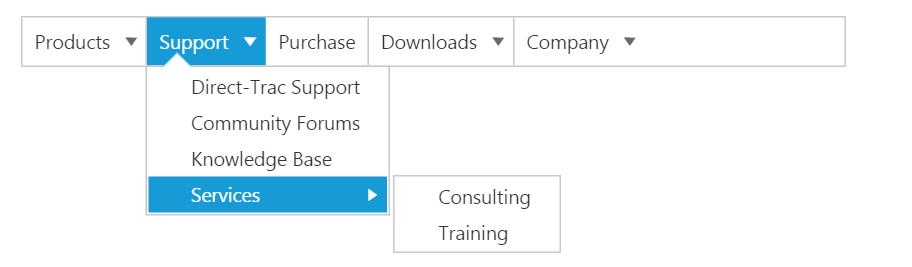 Products Support Purchase Downloads Company
Direct-Trac Support
Community Forums
Knowledge Base
Services
Consulting
Training